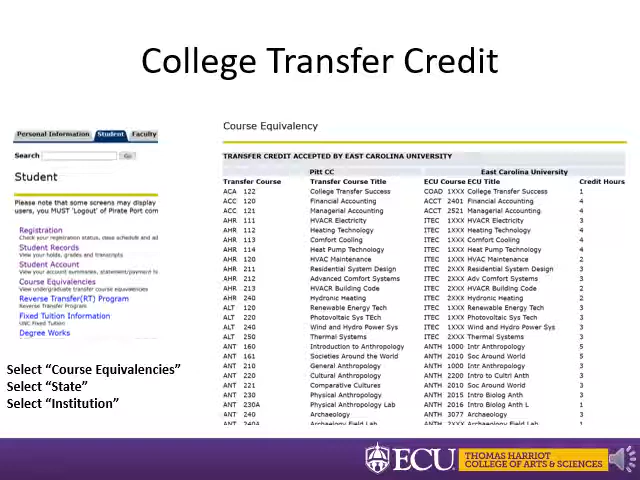 College Transfer Credit
Personal Information Student Faculty
Search Go
Student
Please note that some screens may display
users, you MUST 'Logout' of Pirate Port com
Registration
Check your registration status, issue schedule and ad
Student Records
View your holds, grades and transcripts
Student Account
View your account summaries, statement/payment hi
Course Equivalencies
View undergraduate transfer course equivalencies
Reverse Transfer(RT) Program
Reverse Transfer Program
Fixed Tuition Information
UNC Fixed Tuition
Degree Works
Select “Course Equivalencies”
Select “State”
Select “Institution”
Course Equivalency
TRANSFER CREDIT ACCEPTED BY EAST CAROLINA UNIVERSITY
Pitt CC East Carolina University
Transfer Course Transfer Course Title ECU Course ECU Title Credit Hours
ACA 122 College Transfer Success COAD 1XXX College Transfer Success 1
ACC 120 Financial Accounting ACCT 2401 Financial Accounting 4
ACC 121 Managerial Accounting ACCT 2521 Managerial Accounting 4
AHR 111 HVACR Electricity ITEC 1XXX HVACR Electricity 3
AHR 112 Heating Technology ITEC 1XXX Heating Technology 4
AHR 113 Comfort Cooling ITEC 1XXX Comfort Cooling 4
AHR 114 Heat Pump Technology ITEC 1XXX Heat Pump Technology 4
AHR 120 HVAC Maintenance ITEC 1XXX HVAC Maintenance 2
AHR 211 Residential System Design ITEC 2XXX Residential System Design 3
AHR 212 Advanced Comfort Systems ITEC 2XXX Adv Comfort Systems 3
AHR 213 HVACR Building Code ITEC 2XXX HVACR Building Code 2
AHR 240 Hydronic Heating ITEC 2XXX Hydronic Heating 2
ALT 120 Renewable Energy Tech ITEC 1XXX Renewable Energy Tech 3
ALT 220 Photovoltaic Sys TEch ITEC 1XXX Photovoltaic Sys Tech 3
ALT 240 Wind and Hydro Power Sys ITEC 1XXX Wind and Hydro Power Sys 3
ALT 250 Thermal Systems ITEC 2XXX Thermal Systems 3
ANT 160 Introduction to Anthropology ANTH 1000 Intr Anthropology 5
ANT 161 Societies Around the World ANTH 2010 Soc Around World 5
ANT 210 General Anthropology ANTH 1000 Intr Anthropology 3
ANT 220 Cultural Anthropology ANTH 2200 Intro to Cultrl Anth 3
ANT 221 Comparative Cultures ANTH 2010 Soc Around World 3
ANT 230 Physical Anthropology ANTH 2015 Intro Biolog Anth 3
ANT 230A Physical Anthropology Lab ANTH 2016 Intro Biolog Anth L 1
ANT 240 Archaeology ANTH 3077 Archaeology 3
ANT 240A Archaeology Field Lab ANTH 2XXX Archaeology Field Lab 1
ECU THOMAS HARRIOT
COLLEGE OF ARTS & SCIENCES